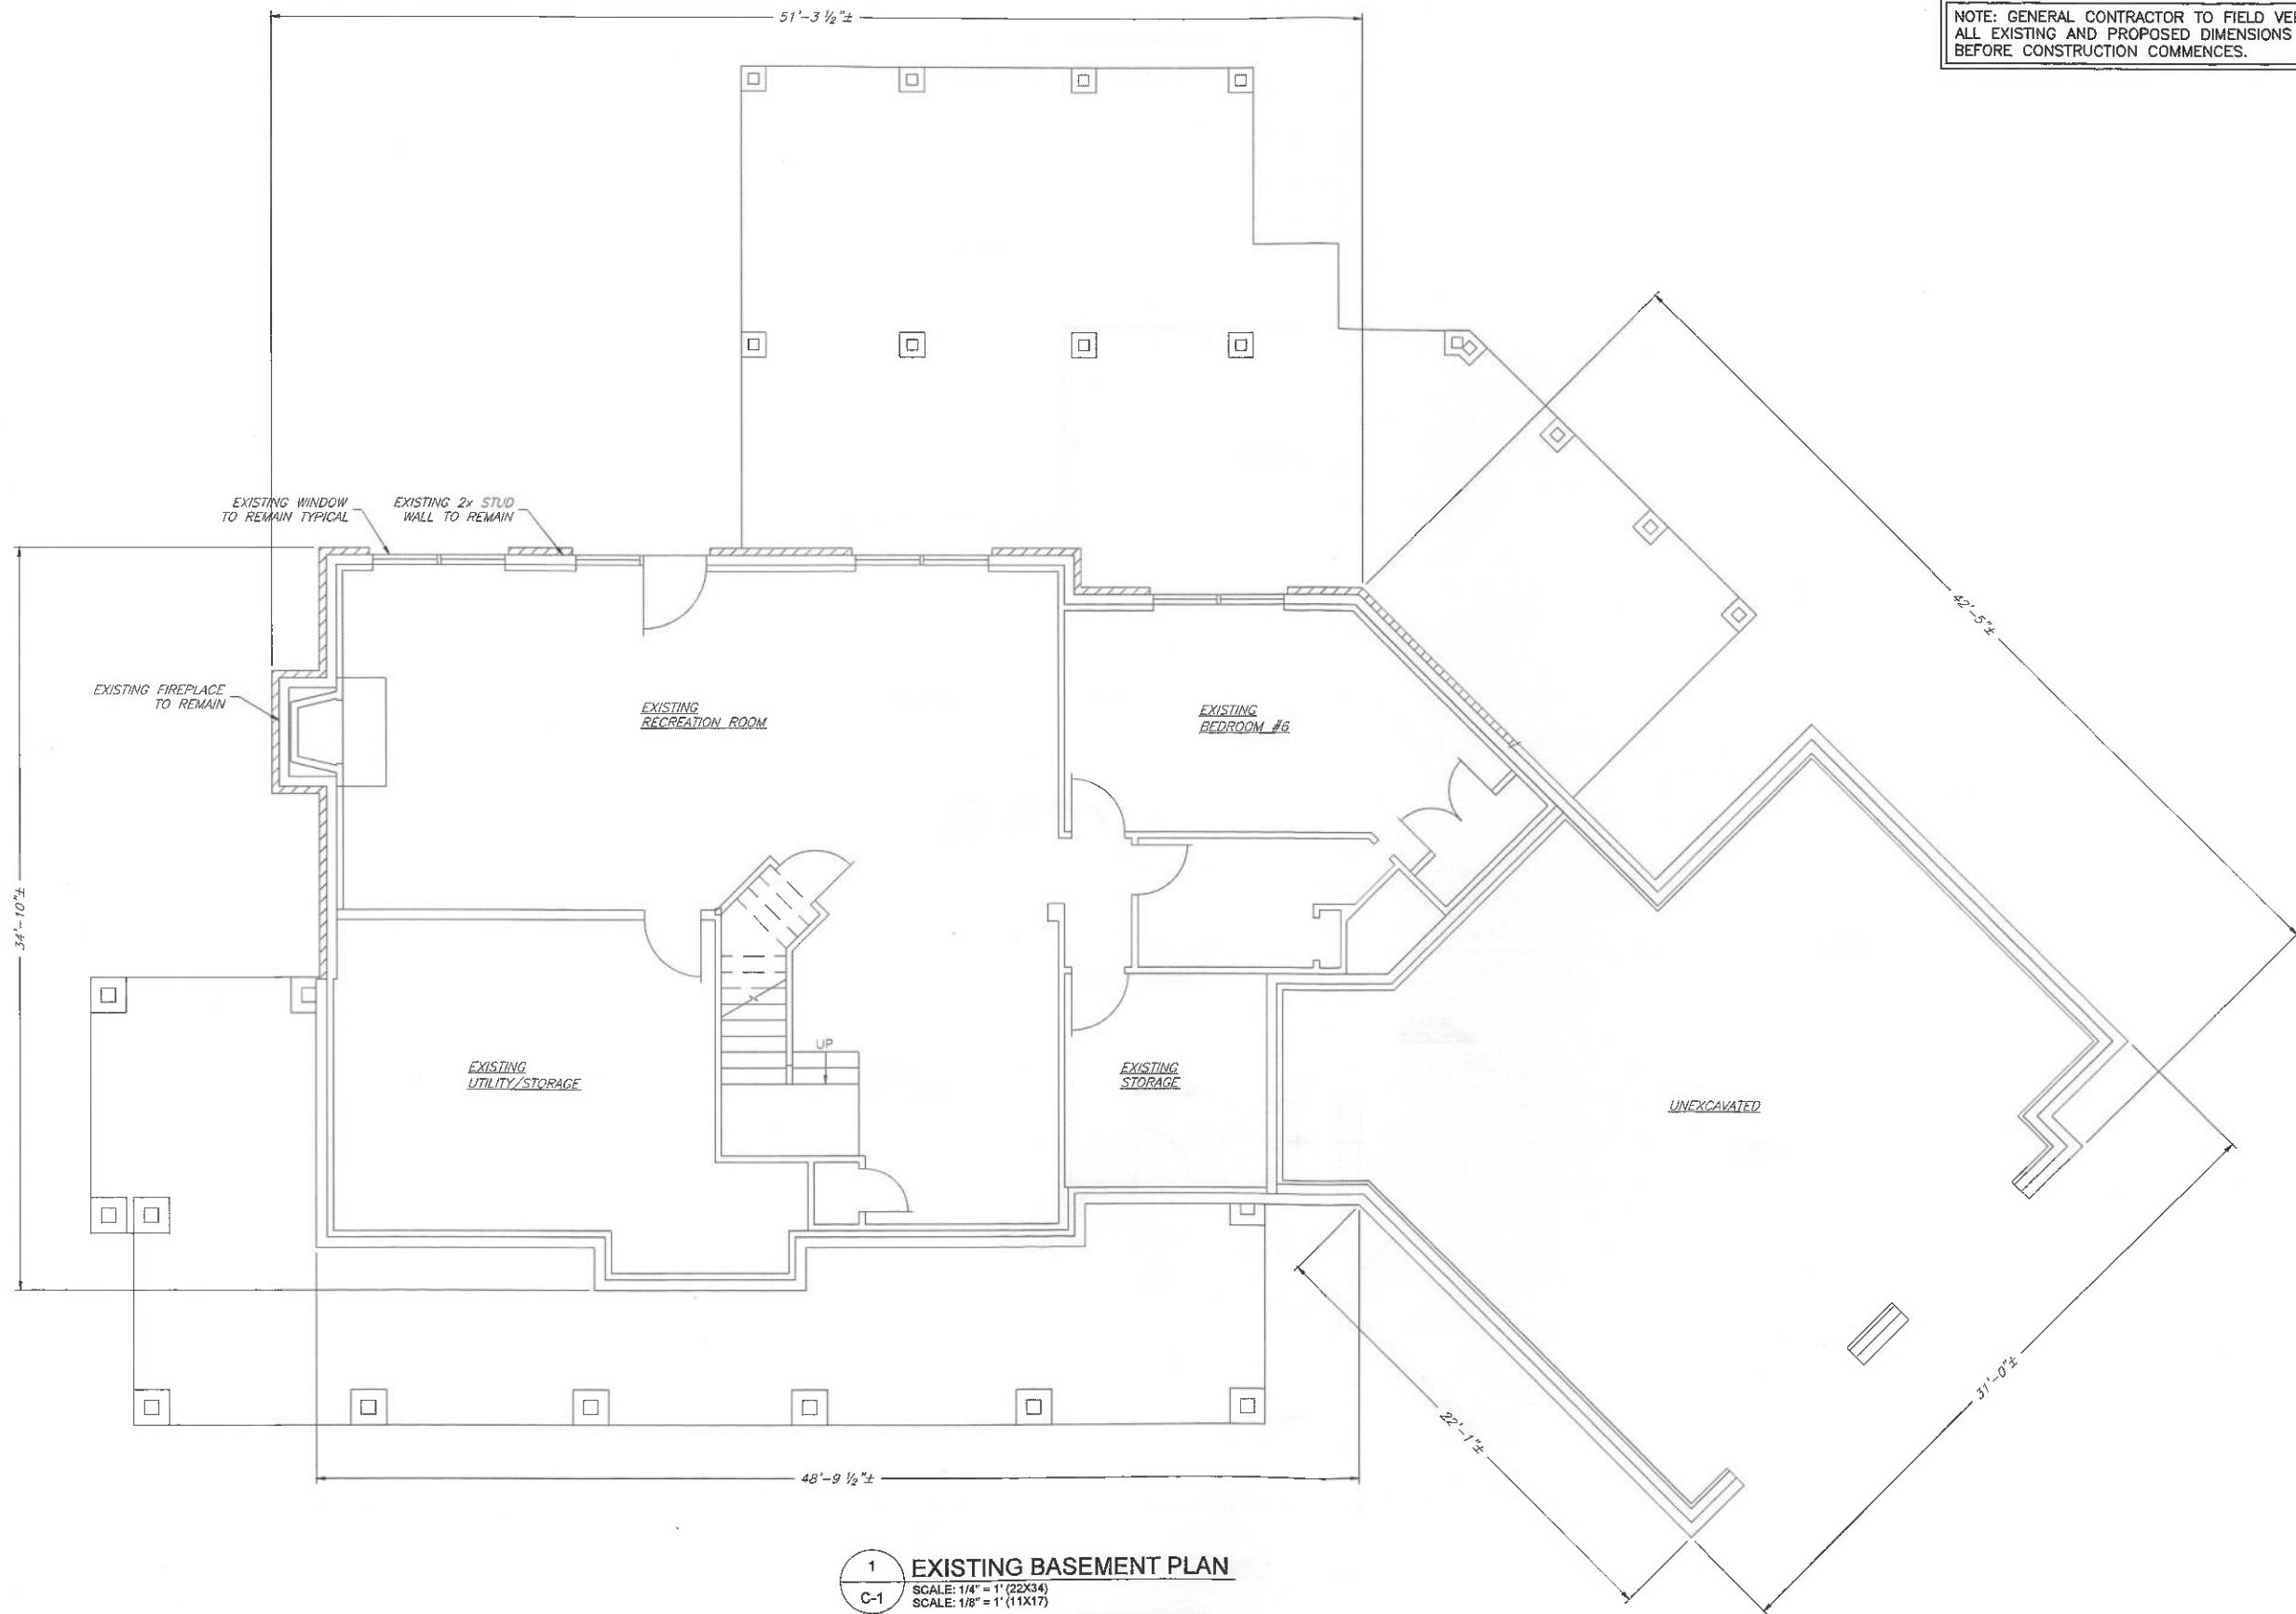 51'-3 ½"±
NOTE: GENERAL CONTRACTOR TO FIELD
ALL EXISTING AND PROPOSED DIMENSIONS
BEFORE CONSTRUCTION COMMENCES.
EXISTING WINDOW
TO REMAIN TYPICAL
EXISTING 2x STUD
WALL TO REMAIN
42'-5"±
EXISTING FIREPLACE
TO REMAIN
EXISTING
RECREATION ROOM
EXISTING
BEDROOM #6
34'-10"±
UP
EXISTING
UTILITY/STORAGE
EXISTING
STORAGE
UNEXCAVATED
31'-0"±
22'-1"±
48'-9 ½"±
1
C-1
EXISTING BASEMENT PLAN
SCALE: 1/4" = 1' (22X34)
SCALE: 1/8" = 1' (11X17)